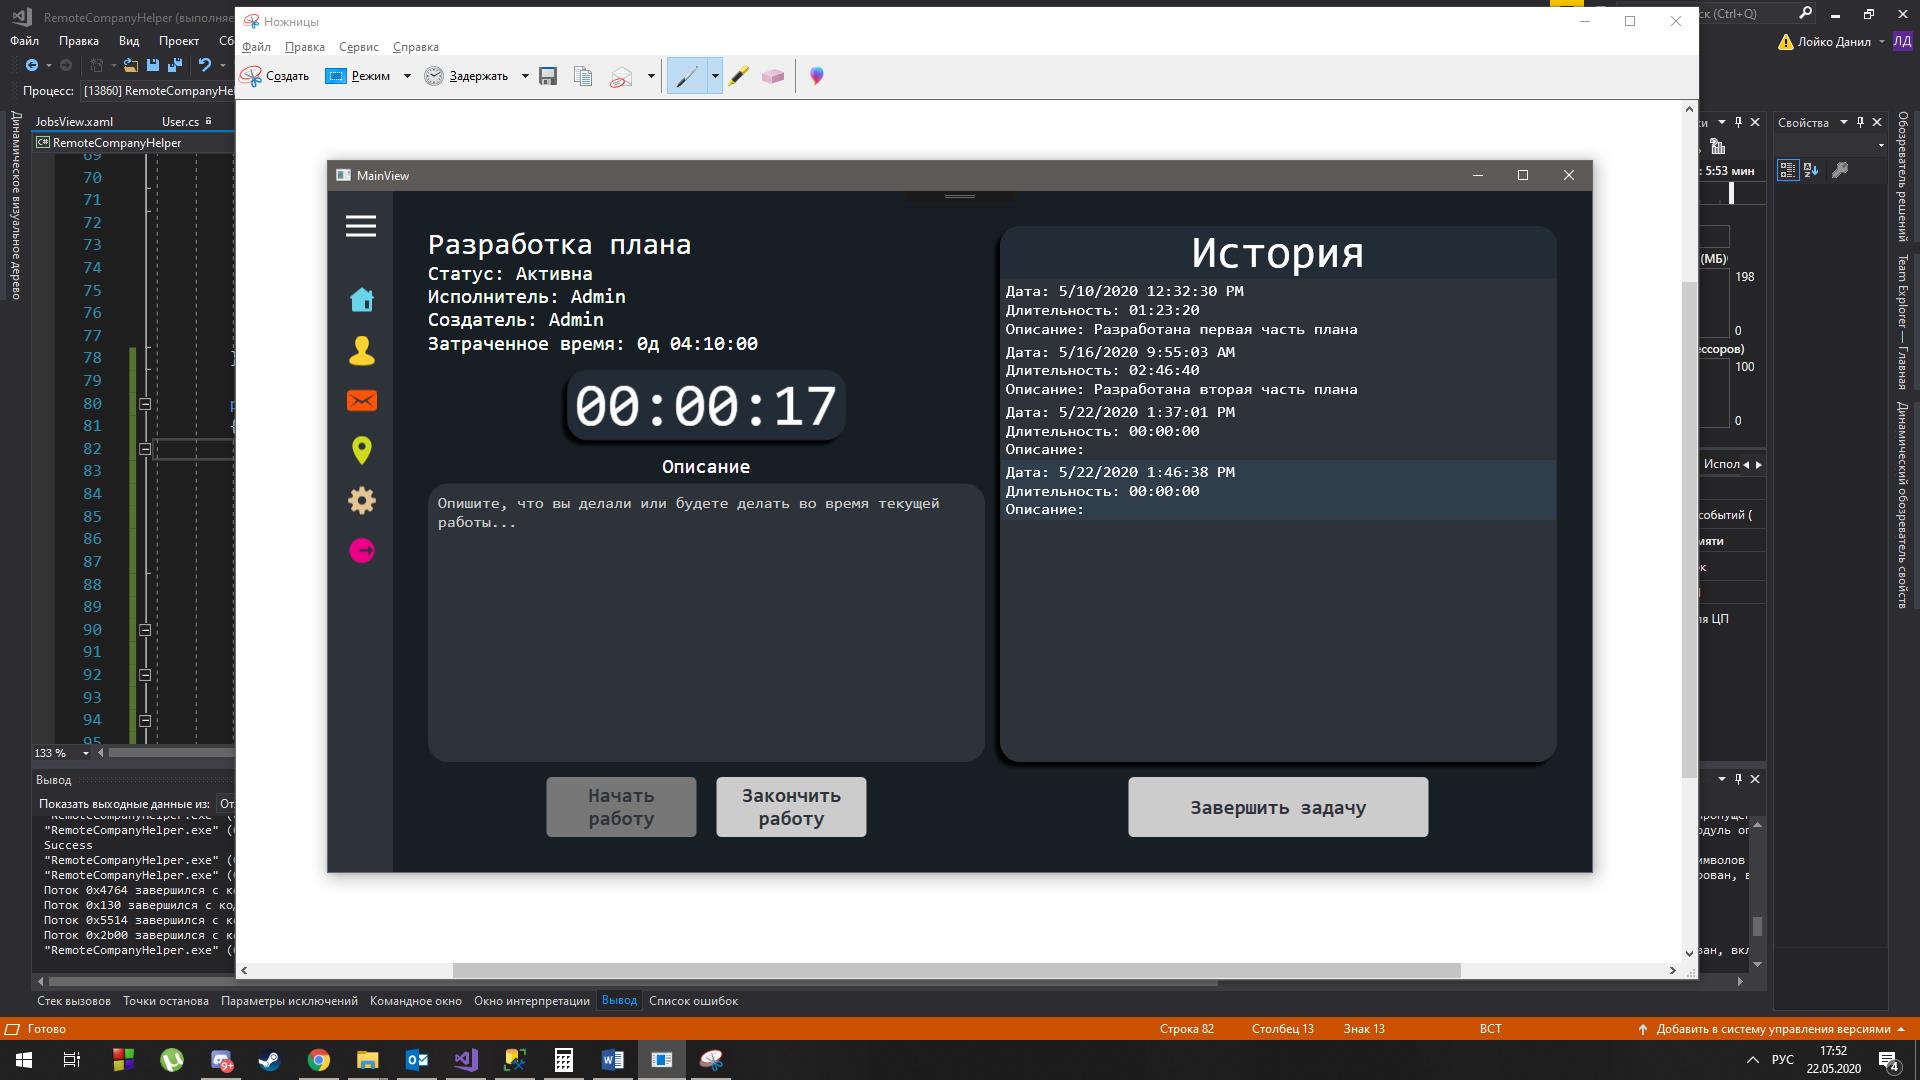 RemoteCompanyHelper (выполняе
Ножницы
ск (Ctrl+Q)
Файл Правка Вид Проект Сб
Файл Правка Сервис Справка
Лойко Данил ЛД
Создать Режим Задержать
Процесс: [13860] RemoteCompanyHel
JobsView.xaml User.cs
ки
Свойства
RemoteCompanyHelper
: 5:53 мин
Динамическое визуальное дерево
Обозреватель решений
Team Explorer — Главная
Динамический обозреватель свойств
69
70
71
72
73
74
75
76
77
78 }
79
80 p
81 {
82
83
84
85
86
87
88
89
90
91
92
93
94
95
133 %
MainView
Разработка плана
Статус: Активна
Исполнитель: Admin
Создатель: Admin
Затраченное время: 0д 04:10:00
00:00:17
Описание
Опишите, что вы делали или будете делать во время текущей
работы...
Начать
работу
Закончить
работу
История
Дата: 5/10/2020 12:32:30 PM
Длительность: 01:23:20
Описание: Разработана первая часть плана
Дата: 5/16/2020 9:55:03 AM
Длительность: 02:46:40
Описание: Разработана вторая часть плана
Дата: 5/22/2020 1:37:01 PM
Длительность: 00:00:00
Описание:
Дата: 5/22/2020 1:46:38 PM
Длительность: 00:00:00
Описание:
Завершить задачу
(МБ)
198
0
ссоров)
100
0
Испол
событий (
мяти
к
ля ЦП
Вывод
Показать выходные данные из: От
"RemoteCompanyHelper.exe" (
Success
"RemoteCompanyHelper.exe" (
"RemoteCompanyHelper.exe" (
Поток 0x4764 завершился с к
Поток 0x130 завершился с код
Поток 0x5514 завершился с к
Поток 0x2b00 завершился с к
"RemoteCompanyHelper.exe" (
одуль оп
имволов
рован, в
ан, вкл
Стек вызовов Точки останова Параметры исключений Командное окно Окно интерпретации Вывод Список ошибок
Готово Строка 82 Столбец 13 Знак 13 ВСТ Добавить в систему управления версиями
9+
РУС
17:52
22.05.2020
4